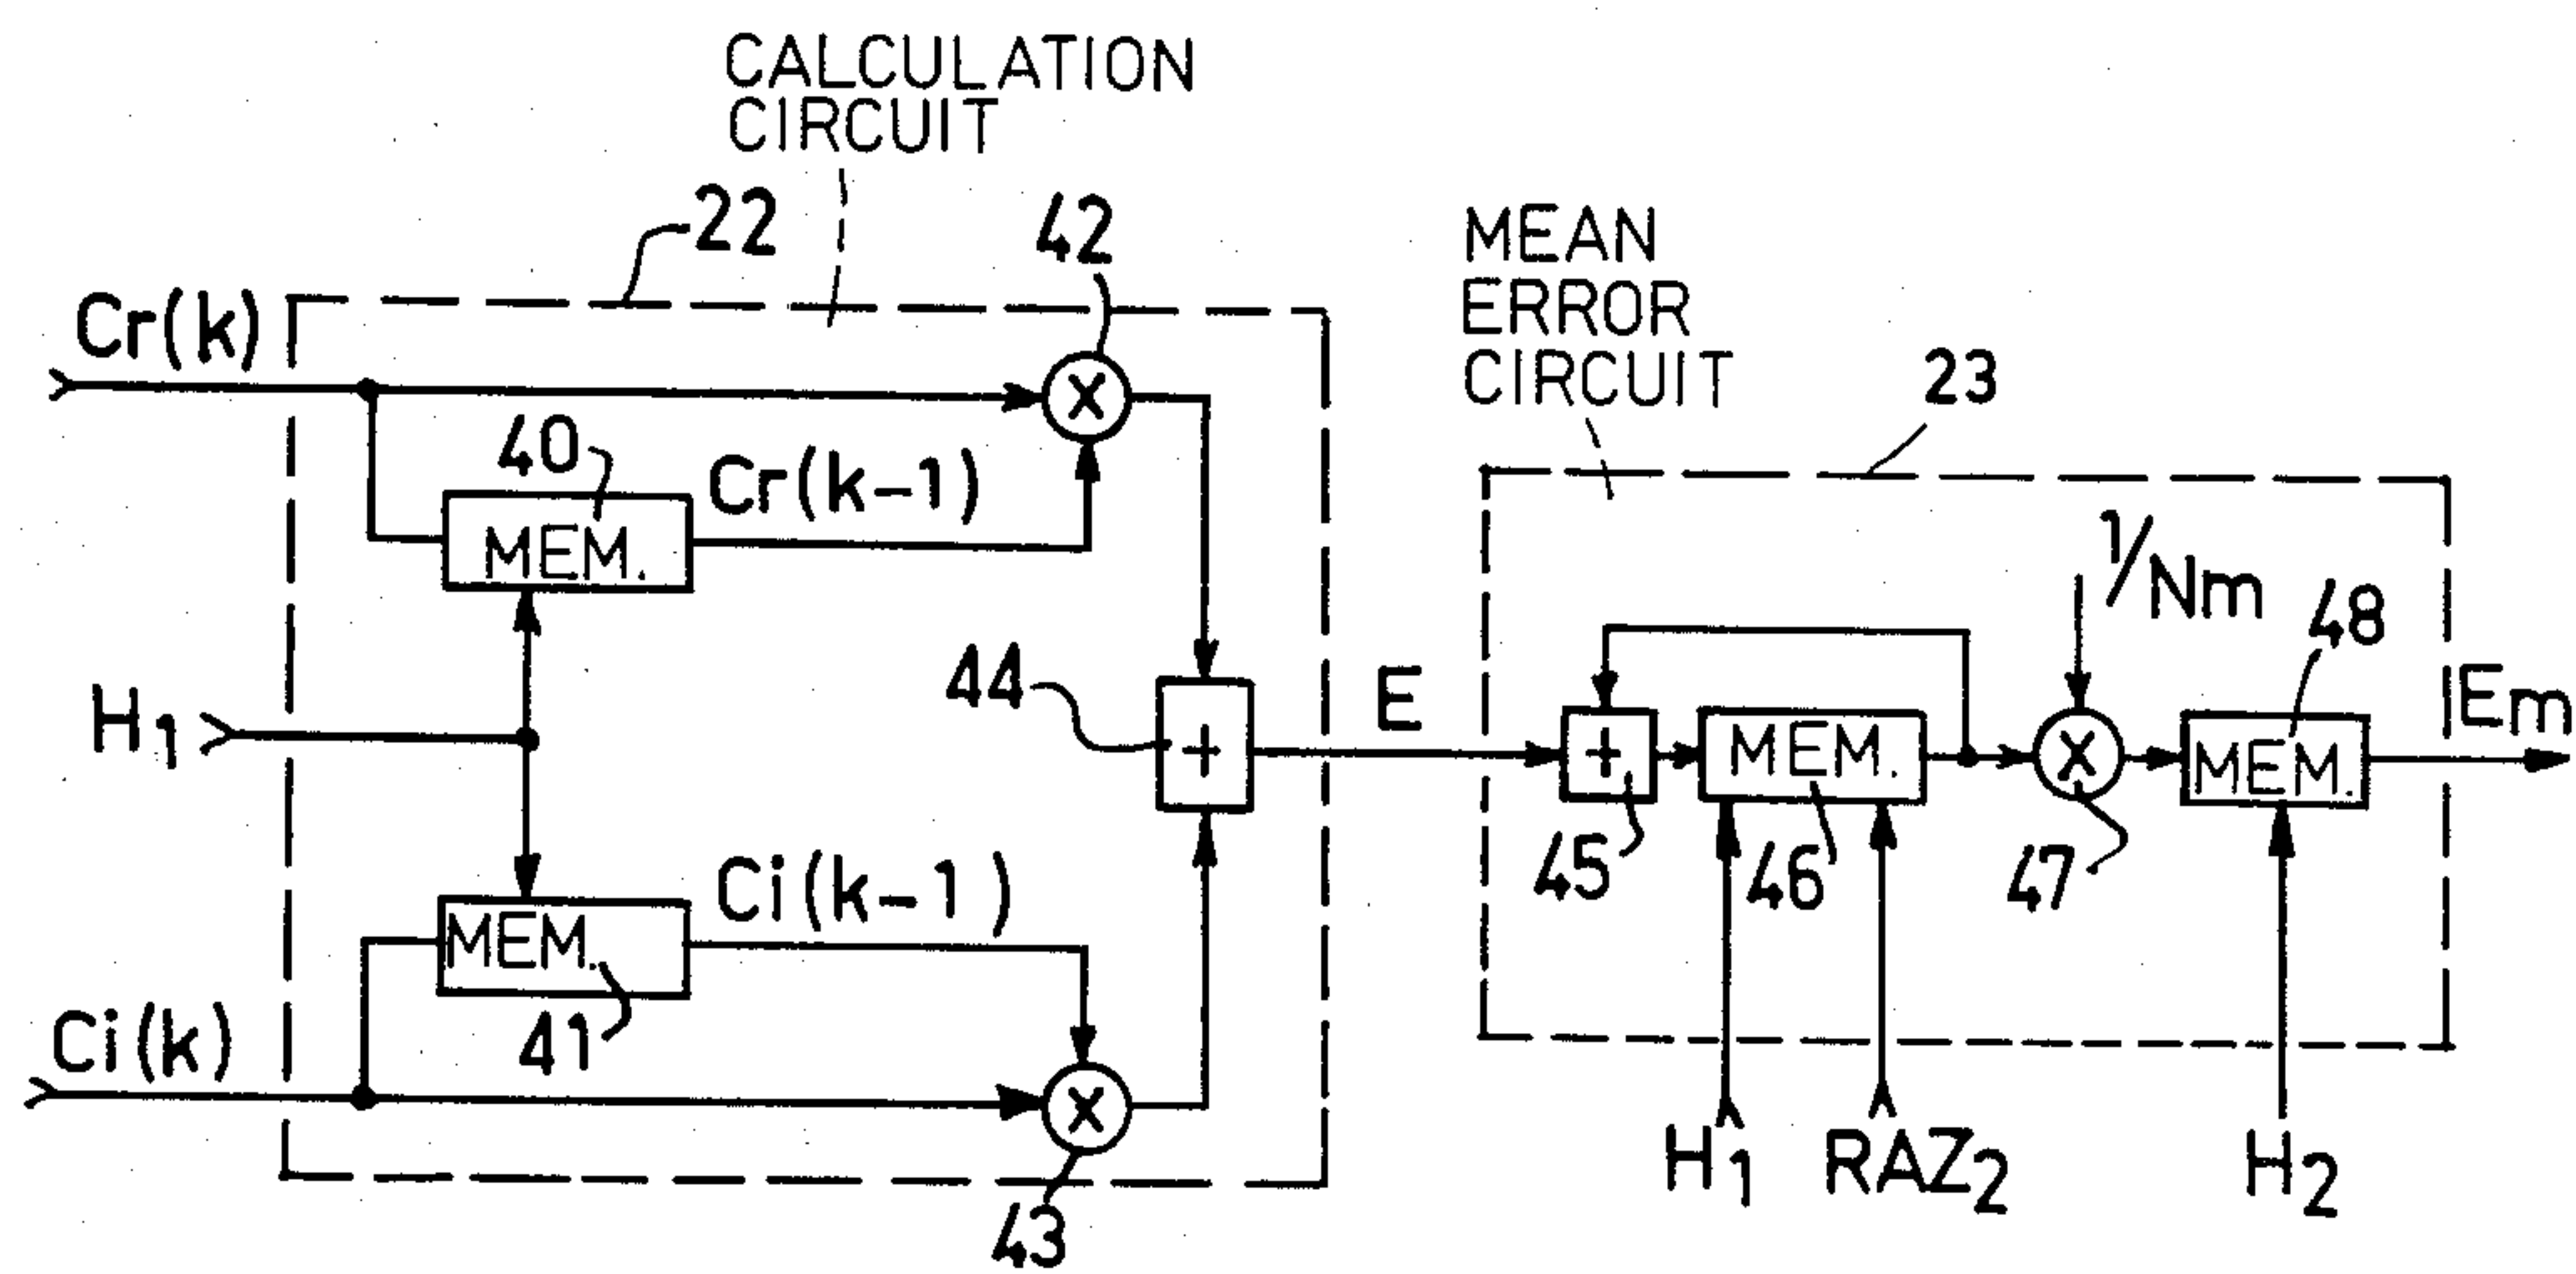 CALCULATION
CIRCUIT
22
42
MEAN
ERROR
CIRCUIT
23
Cr(k)
40
Cr(k-1)
MEM.
1/Nm
48
44
E
H1
+
+
MEM.
X
MEM.
Em
X
45
46
47
Ci(k-1)
MEM.
41
Ci(k)
X
43
H1
RAZ2
H2